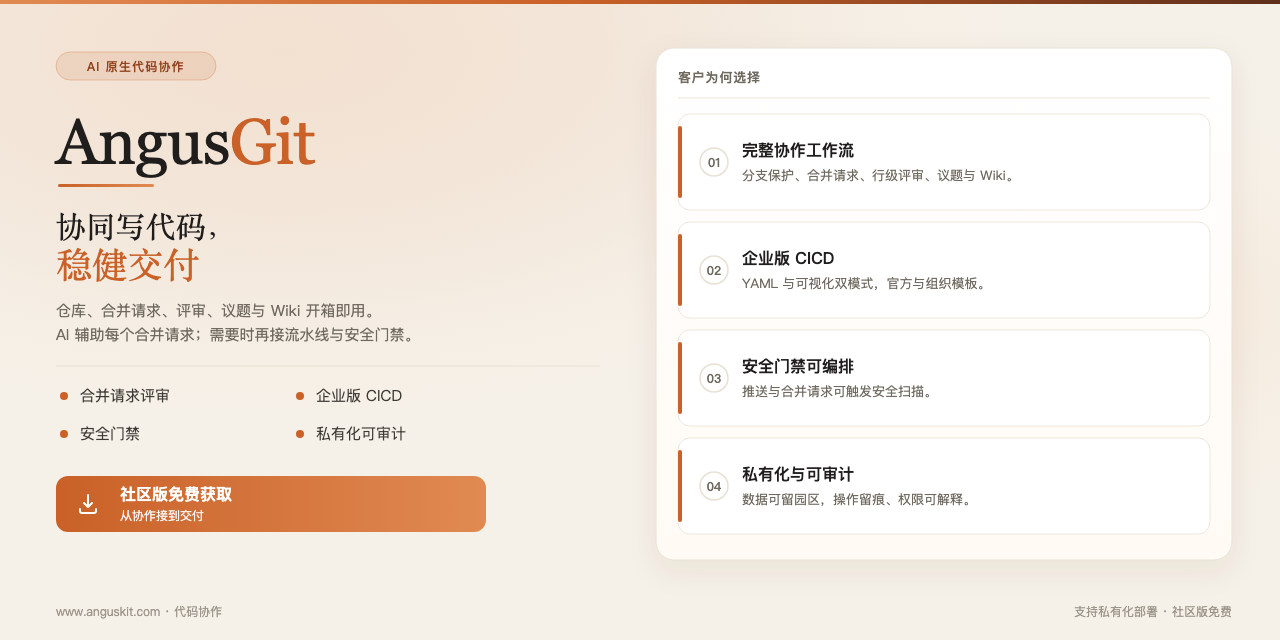 AI 原生代码协作
AngusGit
协同写代码，
稳健交付
仓库、合并请求、评审、议题与 Wiki 开箱即用。
AI 辅助每个合并请求；需要时再接流水线与安全门禁。
合并请求评审
企业版 CICD
安全门禁
私有化可审计
社区版免费获取
从协作接到交付
客户为何选择
01
完整协作工作流
分支保护、合并请求、行级评审、议题与 Wiki。
02
企业版 CICD
YAML 与可视化双模式，官方与组织模板。
03
安全门禁可编排
推送与合并请求可触发安全扫描。
04
私有化与可审计
数据可留园区，操作留痕、权限可解释。
www.anguskit.com · 代码协作
支持私有化部署 · 社区版免费